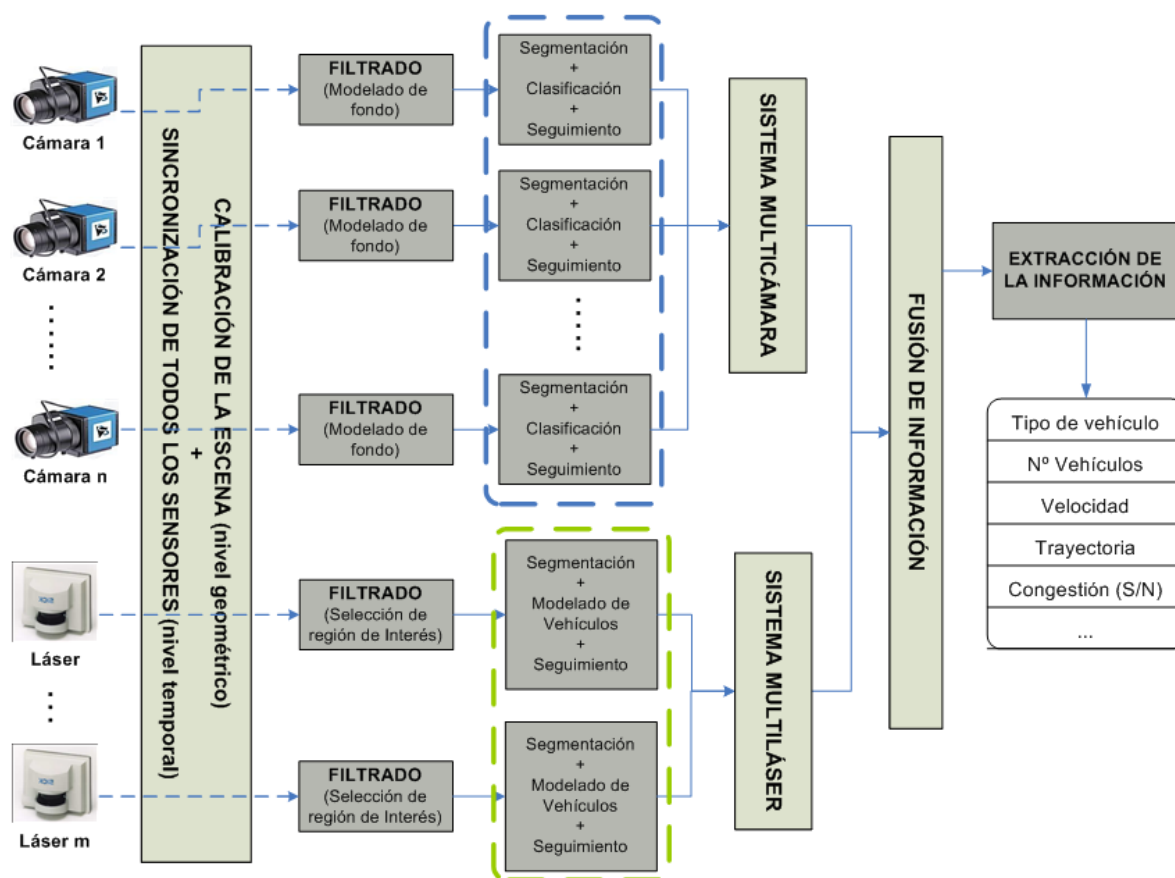 Cámara 1
Cámara 2
Cámara n
Láser
Láser m
SINCRONIZACIÓN DE TODOS LOS SENSORES (nivel temporal)
+
CALIBRACIÓN DE LA ESCENA (nivel geométrico)
FILTRADO
(Modelado de
fondo)
FILTRADO
(Modelado de
fondo)
FILTRADO
(Modelado de
fondo)
FILTRADO
(Selección de
región de Interés)
FILTRADO
(Selección de
región de Interés)
Segmentación
+
Clasificación
+
Seguimiento
Segmentación
+
Clasificación
+
Seguimiento
Segmentación
+
Clasificación
+
Seguimiento
Segmentación
+
Modelado de
Vehículos
+
Seguimiento
Segmentación
+
Modelado de
Vehículos
+
Seguimiento
SISTEMA MULTICÁMARA
SISTEMA MULTILÁSER
FUSIÓN DE INFORMACIÓN
EXTRACCIÓN DE
LA INFORMACIÓN
Tipo de vehículo
Nº Vehículos
Velocidad
Trayectoria
Congestión (S/N)
...